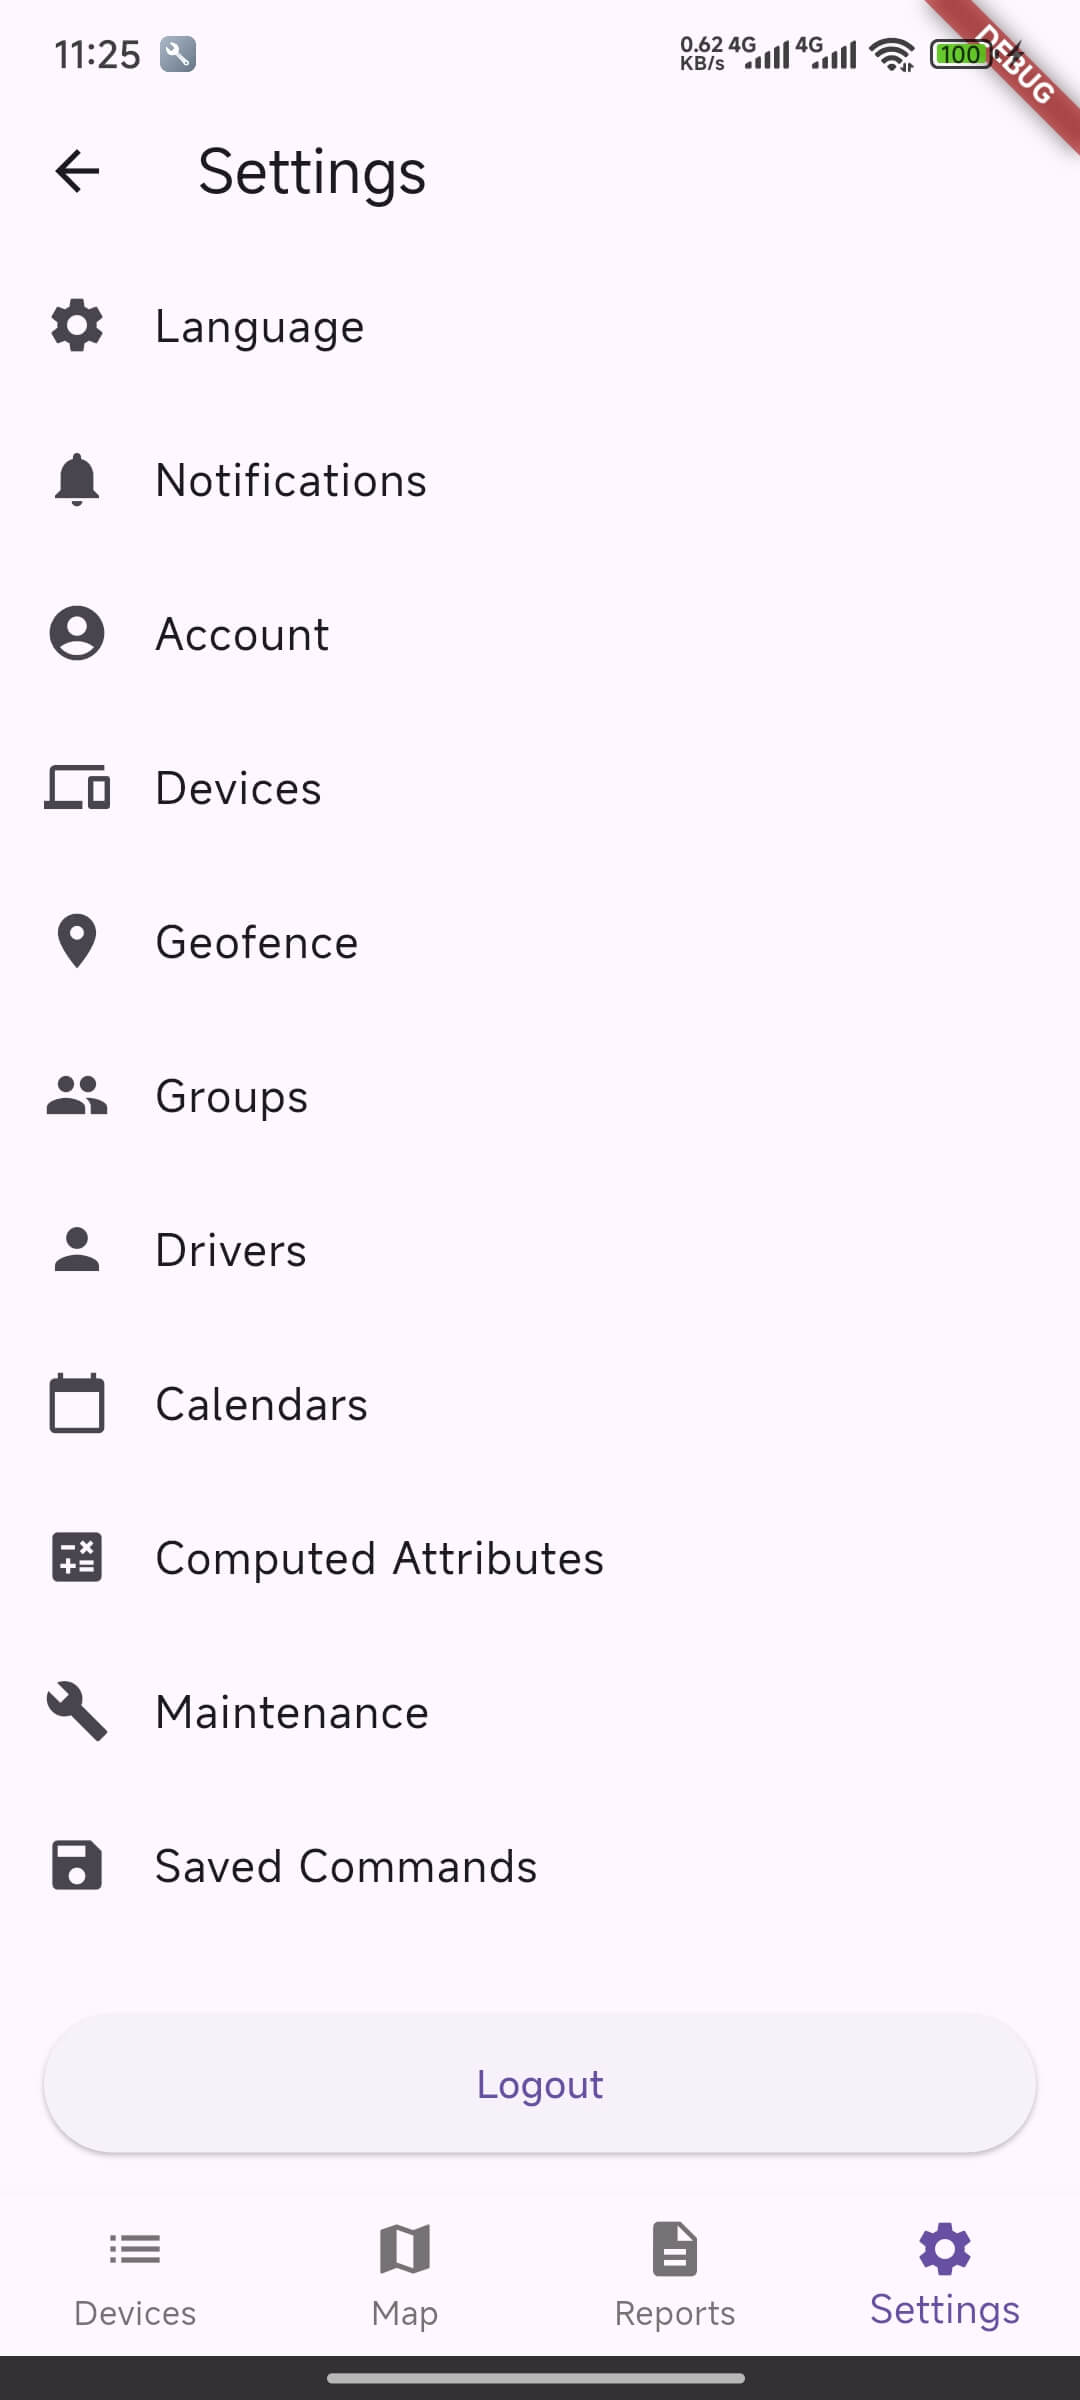 11:25
0.62 KB/s 4G 4G 100
DEBUG
Settings
Language
Notifications
Account
Devices
Geofence
Groups
Drivers
Calendars
Computed Attributes
Maintenance
Saved Commands
Logout
Devices Map Reports Settings